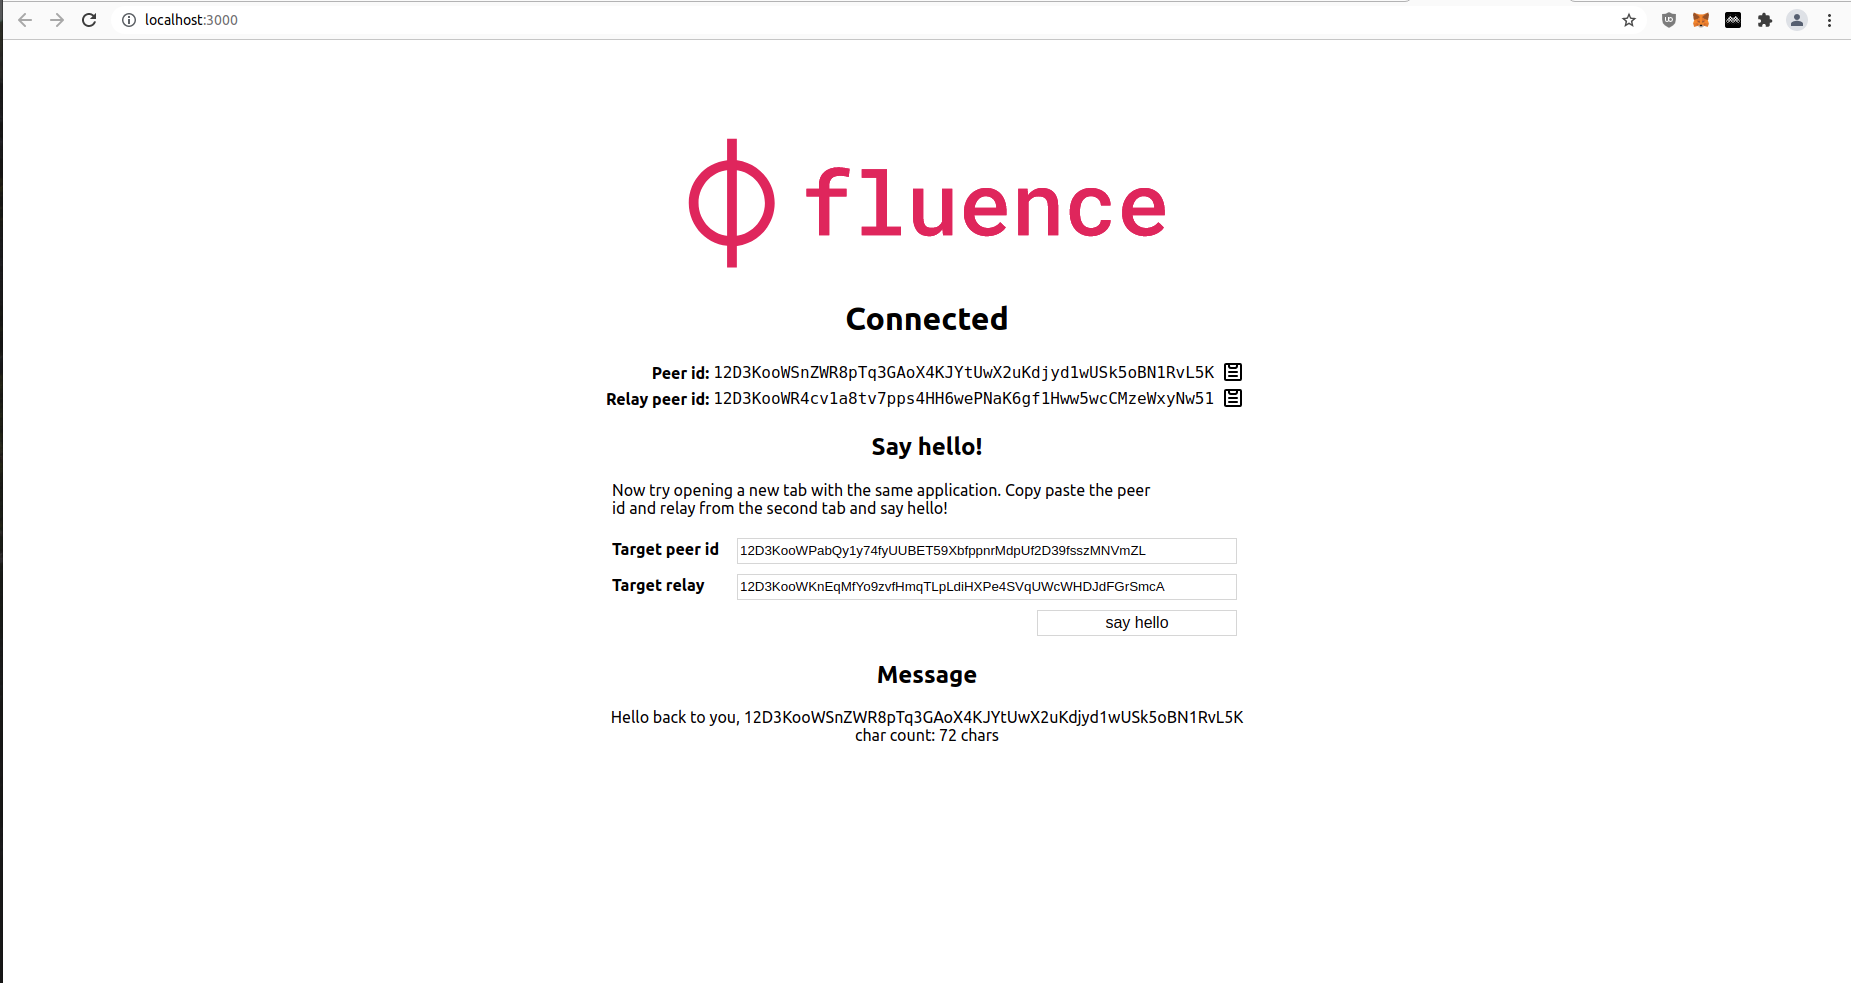 localhost:3000
fluence
Connected
Peer id: 12D3KooWSnZWR8pTq3GAoX4KJYtUwX2uKdjyd1wUSk5oBN1RvL5K
Relay peer id: 12D3KooWR4cv1a8tv7pps4HH6wePNaK6gf1Hww5wcCMzeWxyNw51
Say hello!
Now try opening a new tab with the same application. Copy paste the peer
id and relay from the second tab and say hello!
Target peer id 12D3KooWPabQy1y74fyUUBET59XbfppnrMdpUf2D39fsszMNVmZL
Target relay 12D3KooWKnEqMfYo9zvfHmqTLpLdiHXPe4SVqUWcWHDJdFGrSmcA
say hello
Message
Hello back to you, 12D3KooWSnZWR8pTq3GAoX4KJYtUwX2uKdjyd1wUSk5oBN1RvL5K
char count: 72 chars